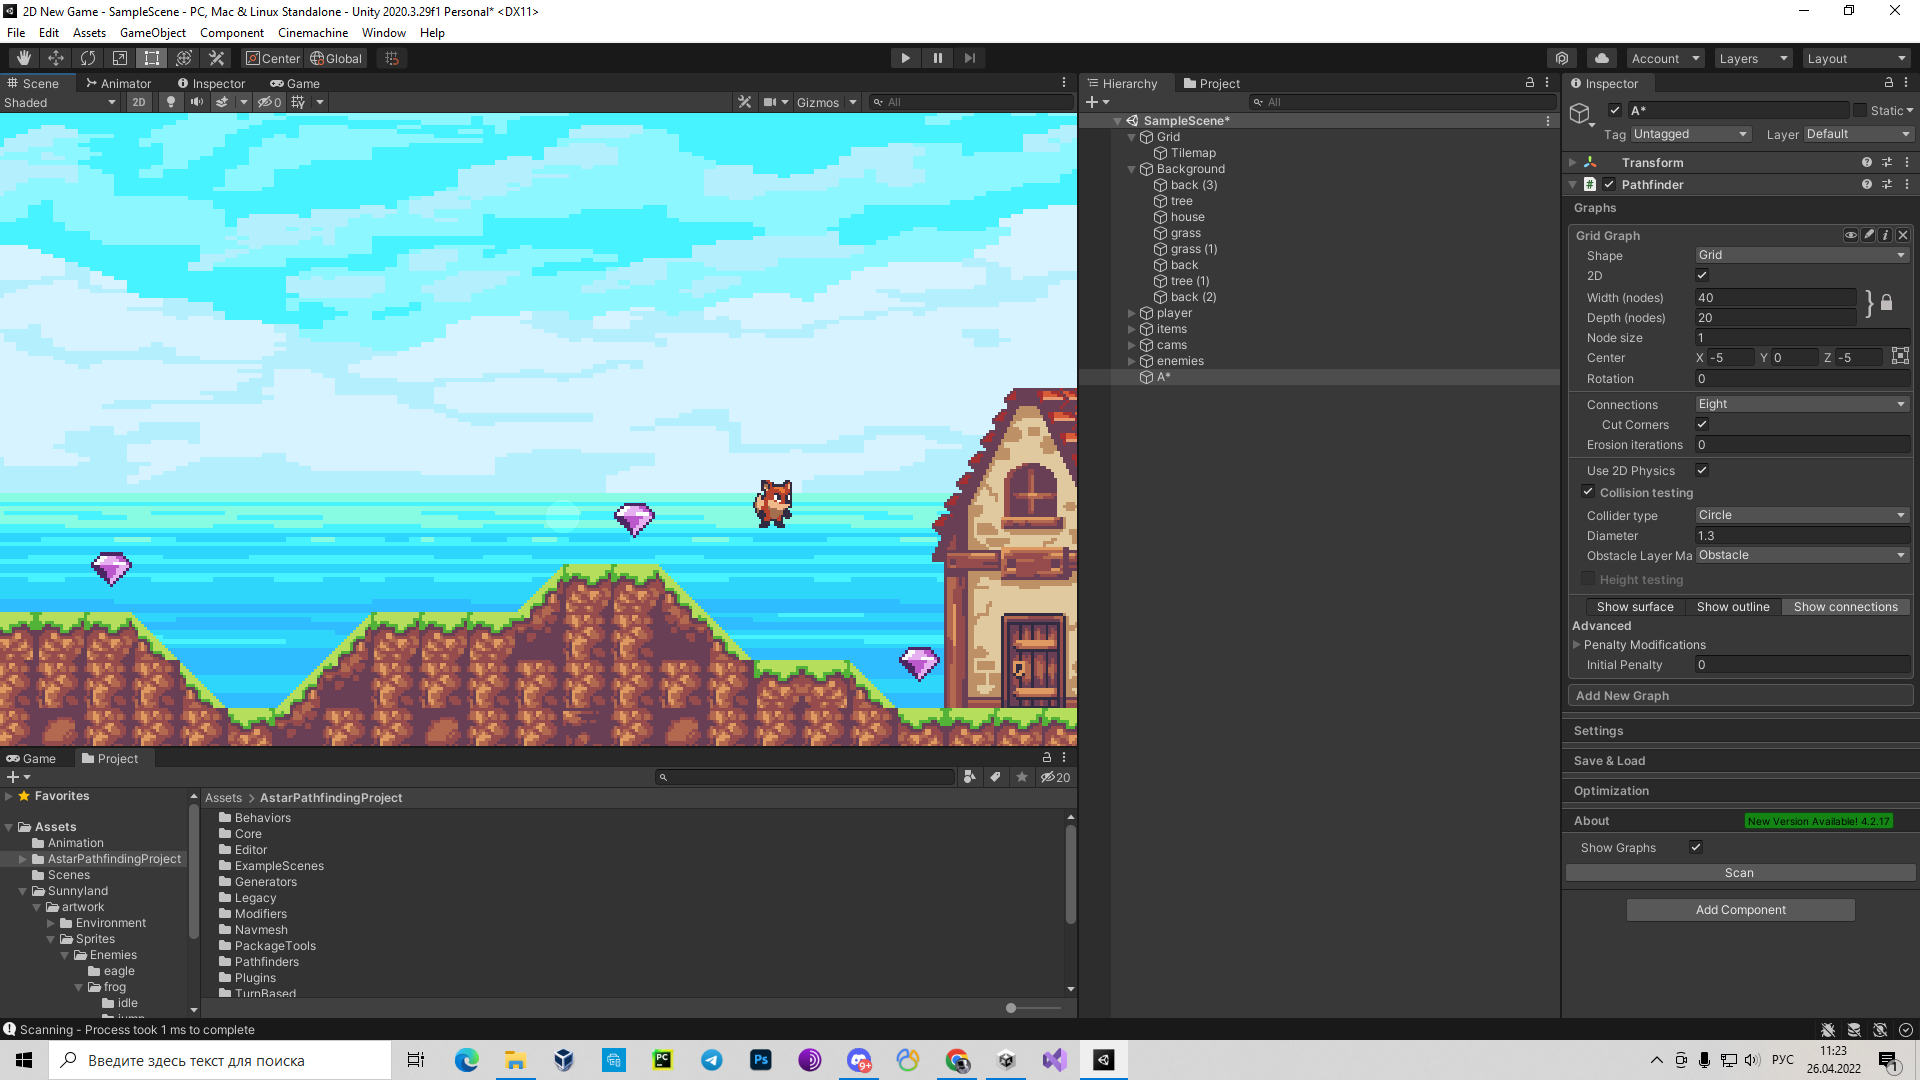 2D New Game - SampleScene - PC, Mac & Linux Standalone - Unity 2020.3.29f1 Personal* <DX11>
File Edit Assets GameObject Component Cinemachine Window Help
Center Global Account Layers Layout
Scene Animator Inspector Game
Shaded 2D 0 Gizmos All
Hierarchy Project
All
SampleScene*
Grid
Tilemap
Background
back (3)
tree
house
grass
grass (1)
back
tree (1)
back (2)
player
items
cams
enemies
A*
Inspector
A* Static
Tag Untagged Layer Default
Transform
# Pathfinder
Graphs
Grid Graph
Shape Grid
2D
Width (nodes) 40
Depth (nodes) 20
Node size 1
Center X -5 Y 0 Z -5
Rotation 0
Connections Eight
Cut Corners
Erosion iterations 0
Use 2D Physics
Collision testing
Collider type Circle
Diameter 1.3
Obstacle Layer Ma Obstacle
Height testing
Show surface Show outline Show connections
Advanced
Penalty Modifications
Initial Penalty 0
Add New Graph
Settings
Save & Load
Optimization
About New Version Available! 4.2.17
Show Graphs
Scan
Add Component
Game Project
20
Favorites
Assets
Animation
AstarPathfindingProject
Scenes
Sunnyland
artwork
Environment
Sprites
Enemies
eagle
frog
idle
jump
Assets > AstarPathfindingProject
Behaviors
Core
Editor
ExampleScenes
Generators
Legacy
Modifiers
Navmesh
PackageTools
Pathfinders
Plugins
TurnBased
Scanning - Process took 1 ms to complete
Введите здесь текст для поиска
PC
Ps
9+
РУС
11:23
26.04.2022
1